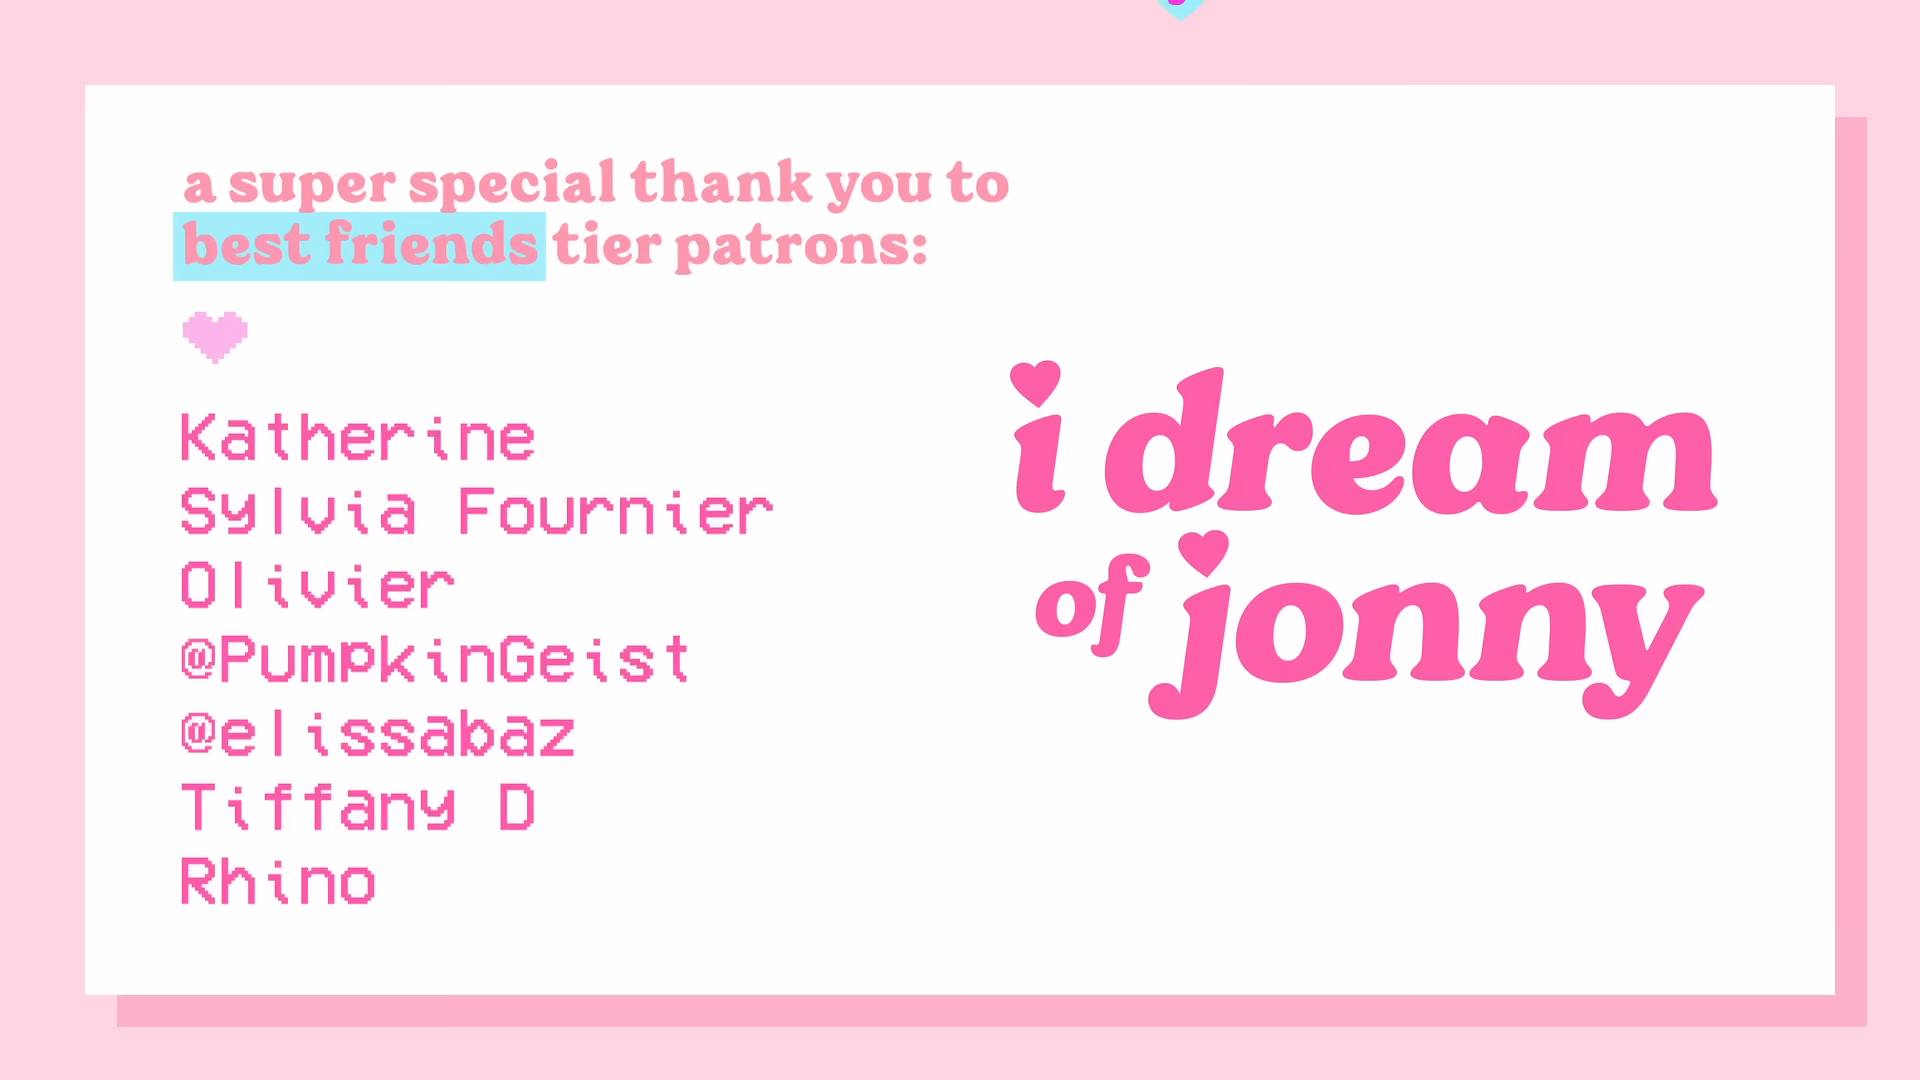 a super special thank you to
best friends tier patrons:
Katherine
Sylvia Fournier
Olivier
@PumpkinGeist
@elissabaz
Tiffany D
Rhino
i dream
of jonny